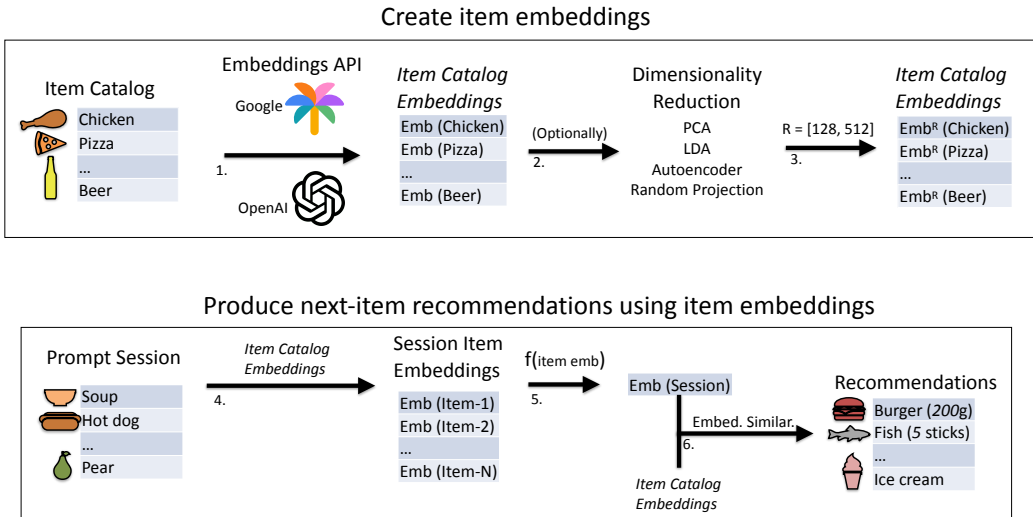 Create item embeddings
Item Catalog
Chicken
Pizza
...
Beer
Embeddings API
Google
1.
OpenAI
Item Catalog
Embeddings
Emb (Chicken)
Emb (Pizza)
...
Emb (Beer)
(Optionally)
2.
Dimensionality
Reduction
PCA
LDA
Autoencoder
Random Projection
R = [128, 512]
3.
Item Catalog
Embeddings
Embᴿ (Chicken)
Embᴿ (Pizza)
...
Embᴿ (Beer)
Produce next-item recommendations using item embeddings
Prompt Session
Soup
Hot dog
...
Pear
Item Catalog
Embeddings
4.
Session Item
Embeddings
Emb (Item-1)
Emb (Item-2)
...
Emb (Item-N)
f(item emb)
5.
Emb (Session)
Embed. Similar.
6.
Item Catalog
Embeddings
Recommendations
Burger (200g)
Fish (5 sticks)
...
Ice cream